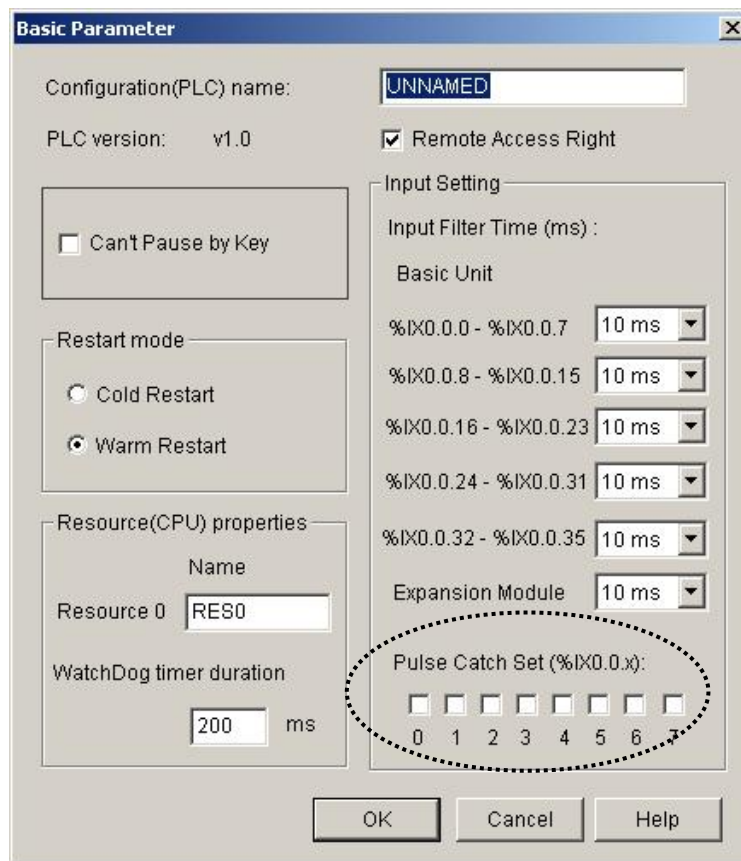 Basic Parameter
Configuration(PLC) name:
UNNAMED
PLC version: v1.0
Remote Access Right
Can't Pause by Key
Restart mode
Cold Restart
Warm Restart
Resource(CPU) properties
Name
Resource 0 RES0
WatchDog timer duration
200 ms
Input Setting
Input Filter Time (ms) :
Basic Unit
%IX0.0.0 - %IX0.0.7 10 ms
%IX0.0.8 - %IX0.0.15 10 ms
%IX0.0.16 - %IX0.0.23 10 ms
%IX0.0.24 - %IX0.0.31 10 ms
%IX0.0.32 - %IX0.0.35 10 ms
Expansion Module 10 ms
Pulse Catch Set (%IX0.0.x):
0 1 2 3 4 5 6 7
OK Cancel Help